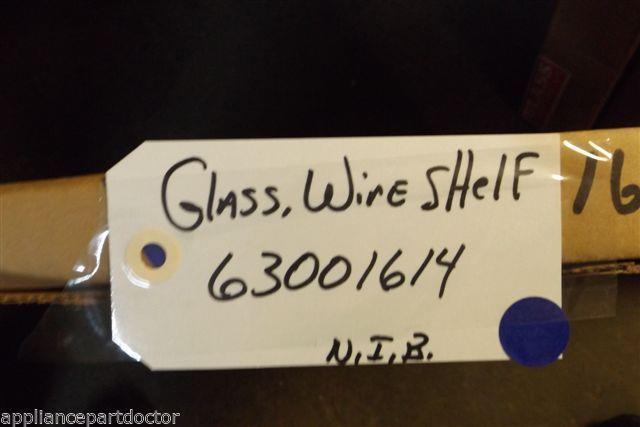 Glass, Wire Shelf 16
63001614
N.I.B.
appliancepartdoctor